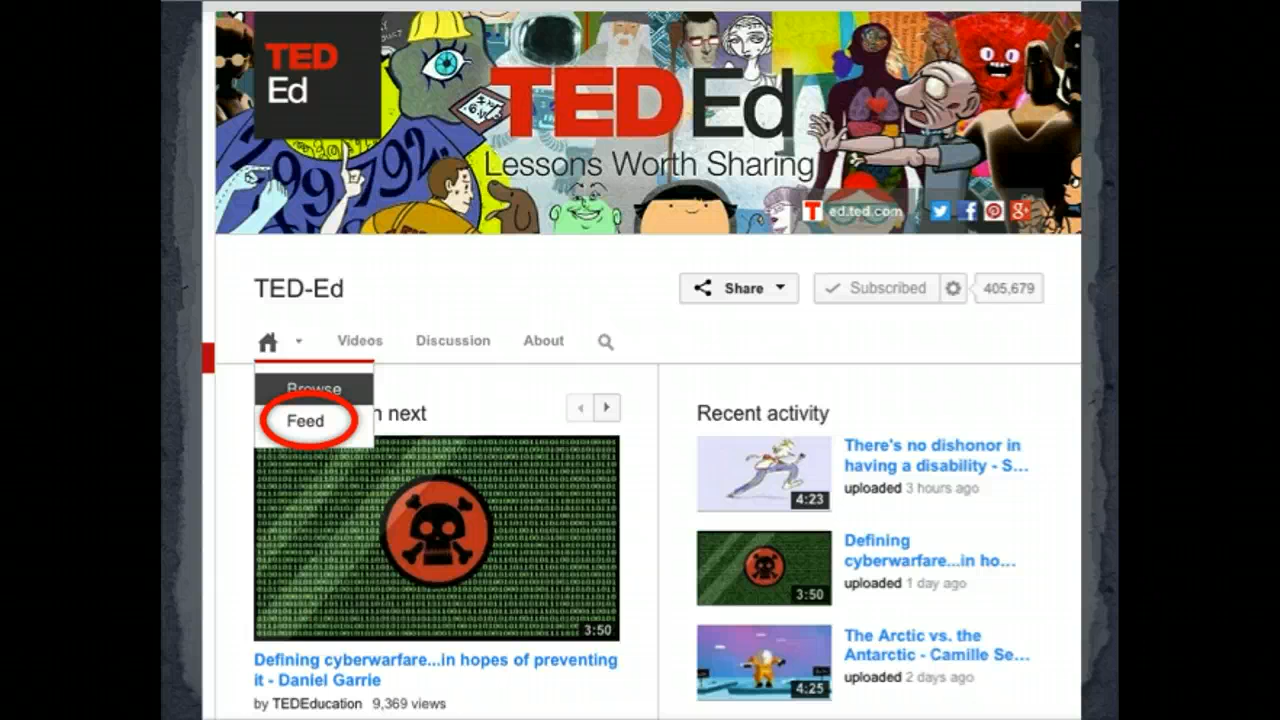 TED
Ed
TEDEd
Lessons Worth Sharing
ed.ted.com
TED-Ed
Share
Subscribed
405,679
Videos
Discussion
About
Browse
Feed
next
Recent activity
3:50
Defining cyberwarfare...in hopes of preventing
it - Daniel Garrie
by TEDEducation 9,369 views
4:23
There's no dishonor in
having a disability - S...
uploaded 3 hours ago
3:50
Defining
cyberwarfare...in ho...
uploaded 1 day ago
4:25
The Arctic vs. the
Antarctic - Camille Se...
uploaded 2 days ago